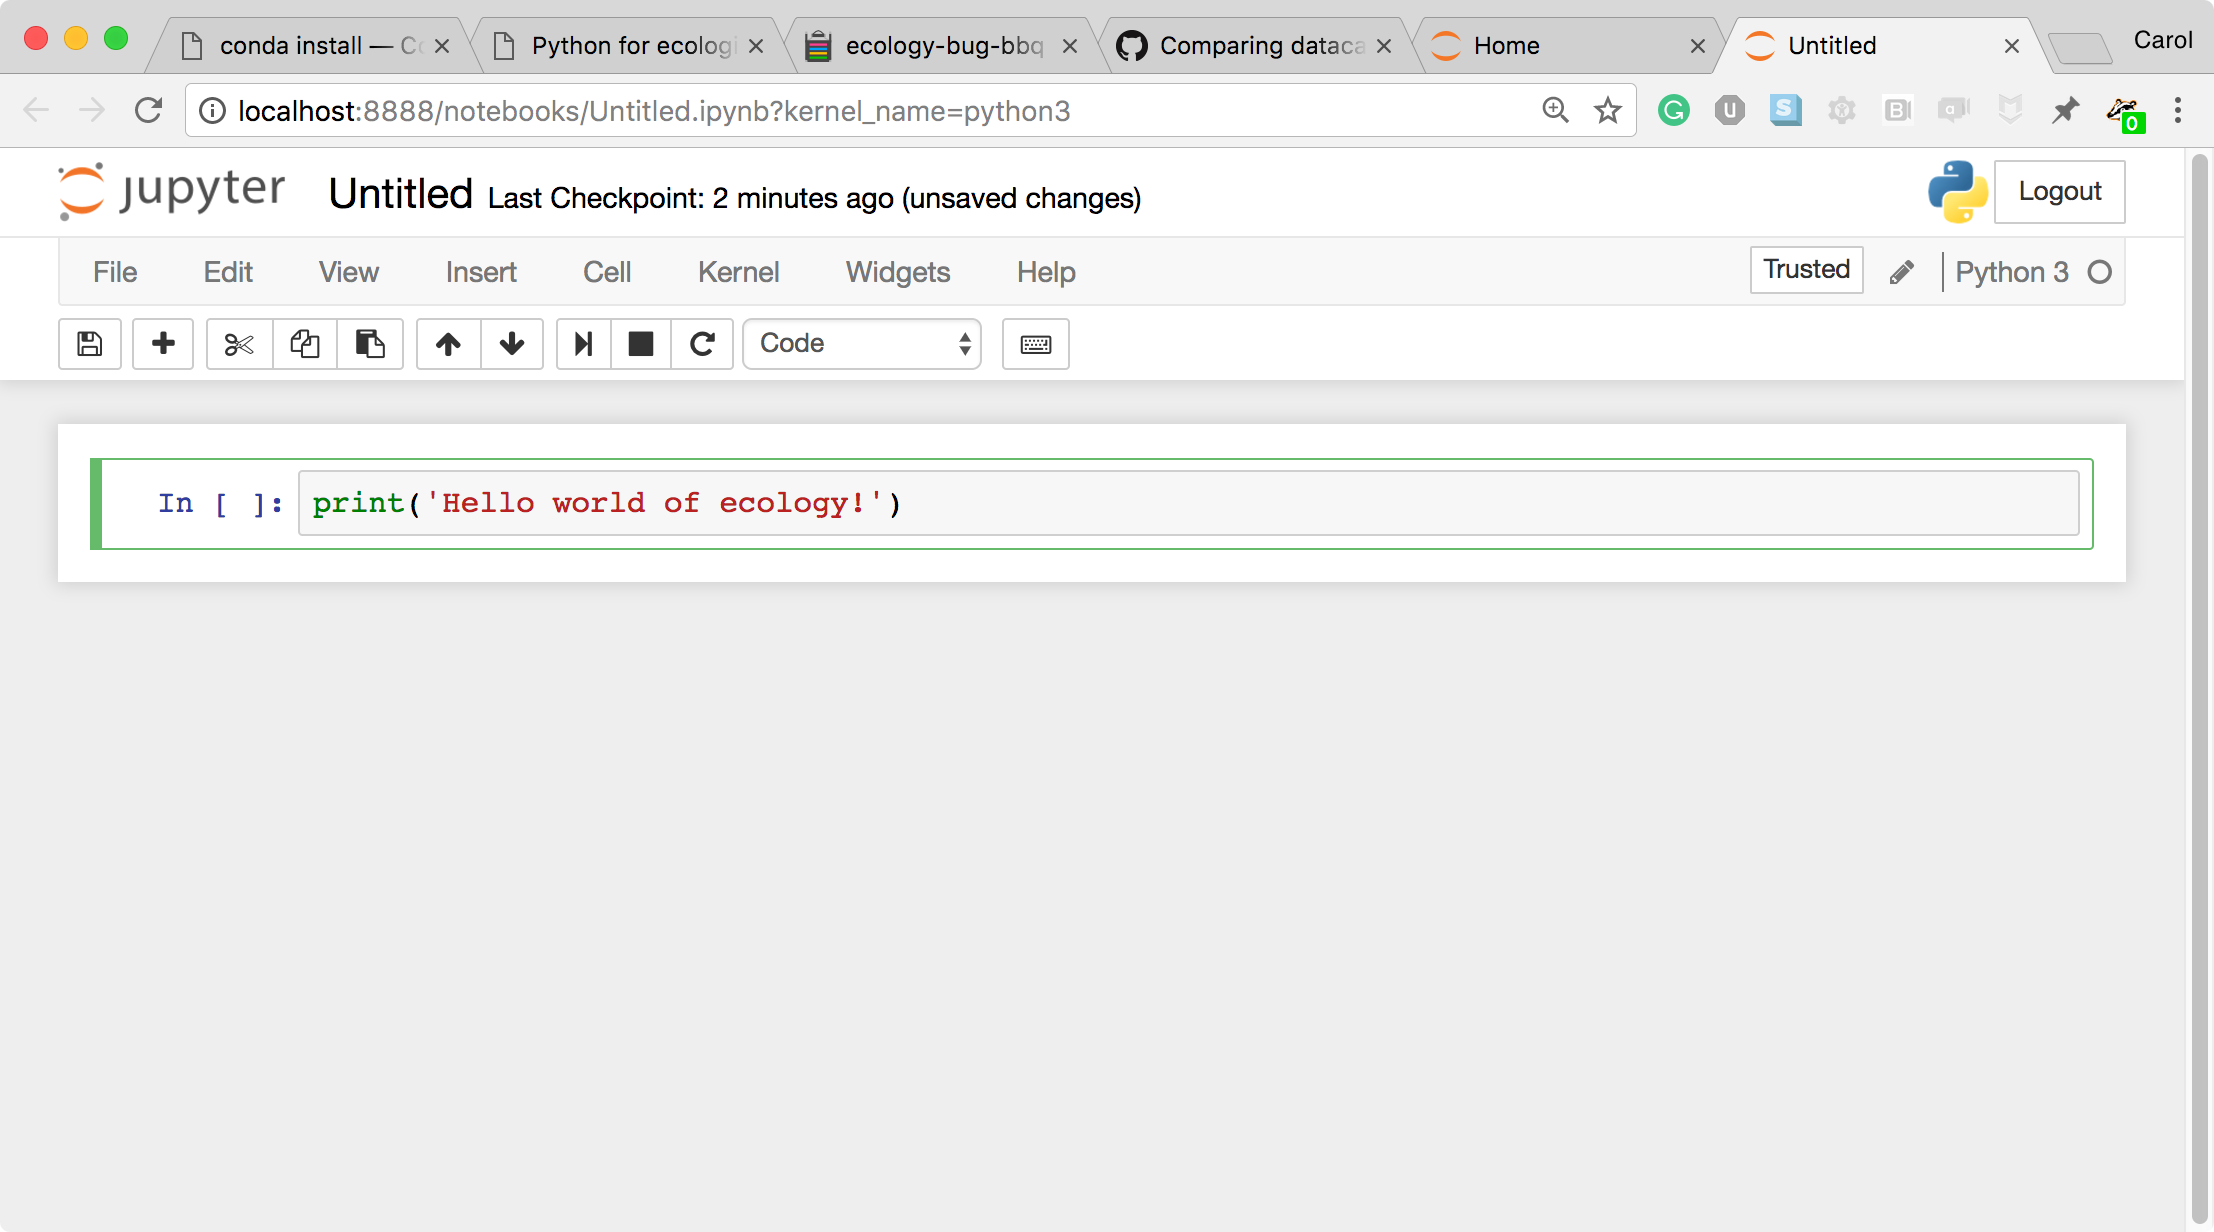 conda install — Co
Python for ecologi
ecology-bug-bbq
Comparing dataca
Home
Untitled
Carol
localhost:8888/notebooks/Untitled.ipynb?kernel_name=python3
0
jupyter Untitled Last Checkpoint: 2 minutes ago (unsaved changes)
Logout
File Edit View Insert Cell Kernel Widgets Help
Trusted
Python 3
Code
In [ ]: print('Hello world of ecology!')